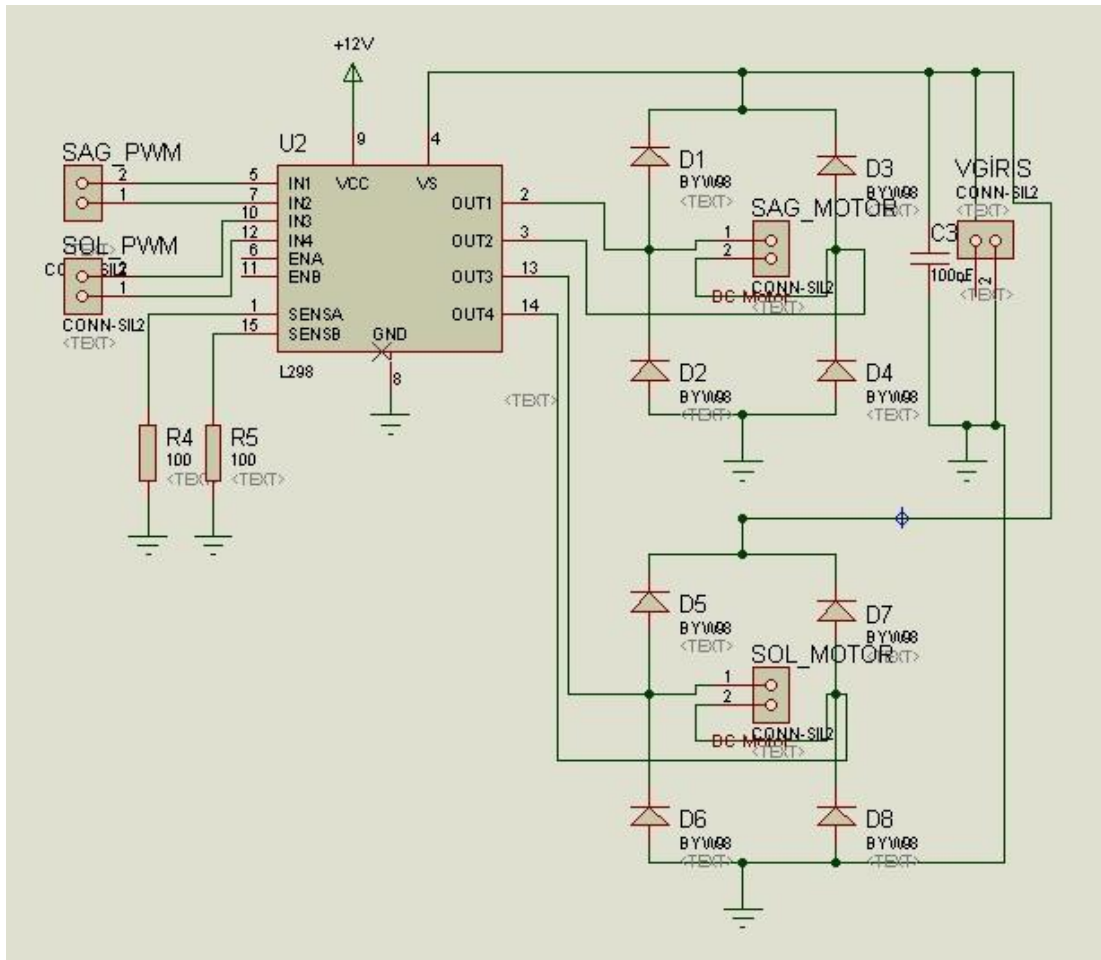 +12V
U2
9
4
SAG_PWM
2
1
5
7
10
12
6
11
1
15
IN1
IN2
IN3
IN4
ENA
ENB
SENSA
SENSB
VCC
VS
GND
OUT1
OUT2
OUT3
OUT4
2
3
13
14
8
L298
<TEXT>
SOL_PWM
2
1
CONN-SIL2
<TEXT>
R4
100
<TEXT>
R5
100
<TEXT>
D1
BYW98
<TEXT>
D3
BYW98
<TEXT>
SAG_MOTOR
1
2
CONN-SIL2
DC Motor
<TEXT>
D2
BYW98
<TEXT>
D4
BYW98
<TEXT>
VGİRİS
CONN-SIL2
2
<TEXT>
C3
D5
BYW98
<TEXT>
D7
BYW98
<TEXT>
SOL_MOTOR
1
2
CONN-SIL2
DC Motor
<TEXT>
D6
BYW98
<TEXT>
D8
BYW98
<TEXT>